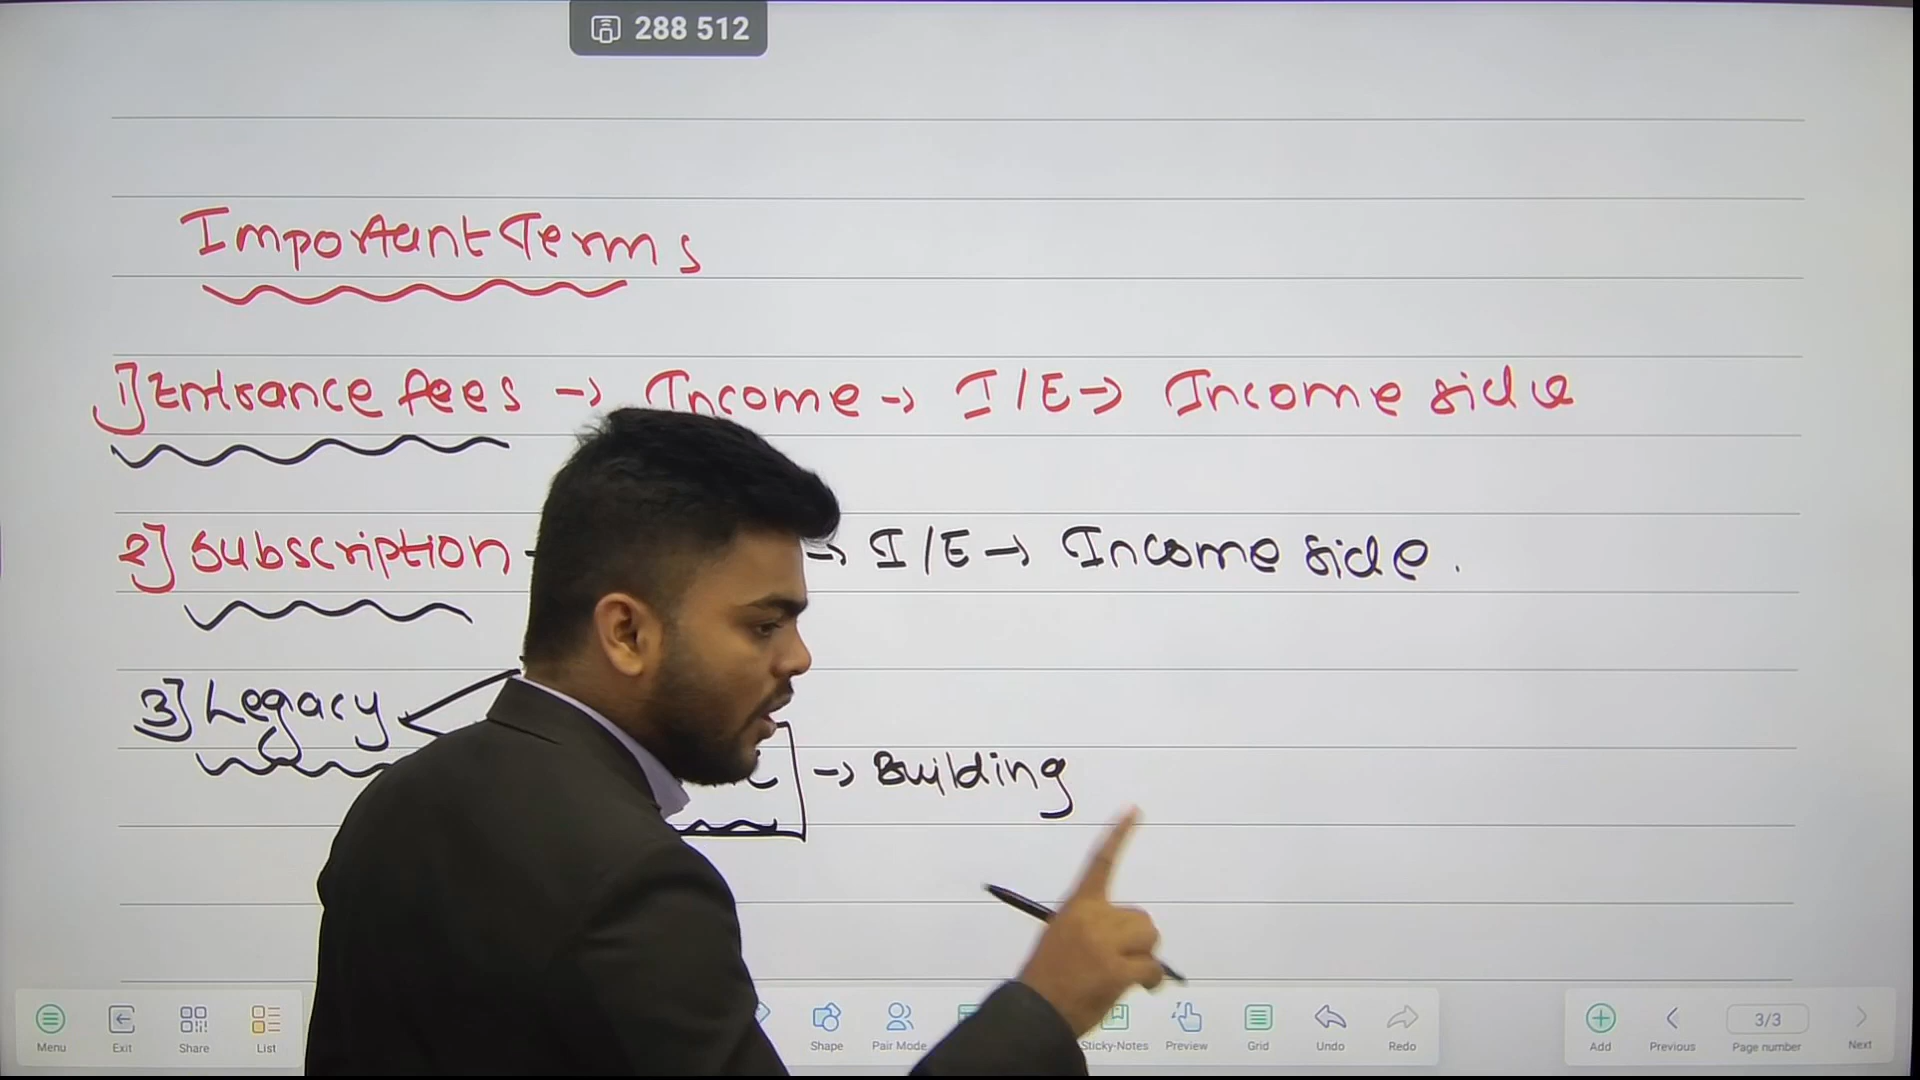 288 512
Important Terms
1] Entrance fees → Income → I/E → Income side
2] Subscription → I/E → Income side.
3] Legacy
→ Building
Menu Exit Share List Shape Pair Mode Sticky-Notes Preview Grid Undo Redo Add Previous 3/3 Page number Next